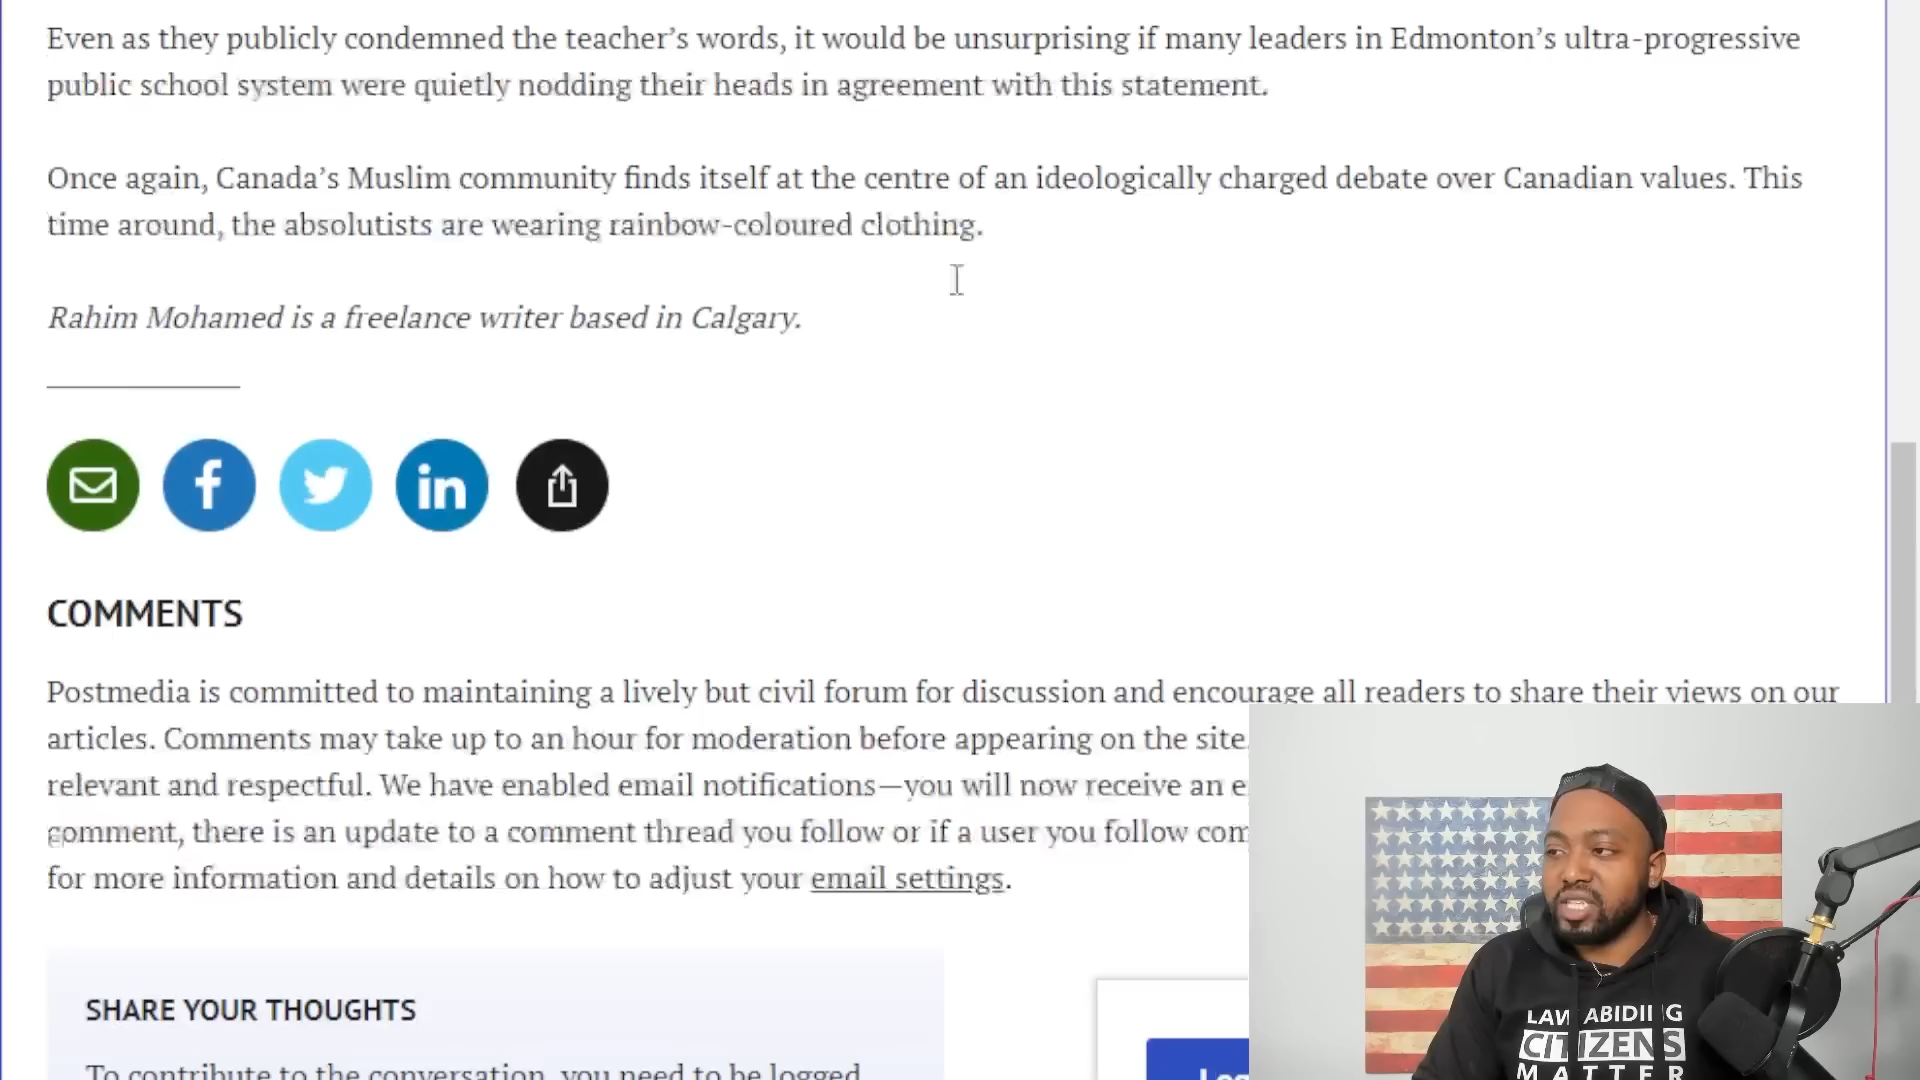 Even as they publicly condemned the teacher’s words, it would be unsurprising if many leaders in Edmonton’s ultra-progressive
public school system were quietly nodding their heads in agreement with this statement.
Once again, Canada’s Muslim community finds itself at the centre of an ideologically charged debate over Canadian values. This
time around, the absolutists are wearing rainbow-coloured clothing.
Rahim Mohamed is a freelance writer based in Calgary.
f
in
COMMENTS
Postmedia is committed to maintaining a lively but civil forum for discussion and encourage all readers to share their views on our
articles. Comments may take up to an hour for moderation before appearing on the site.
relevant and respectful. We have enabled email notifications—you will now receive an
comment, there is an update to a comment thread you follow or if a user you follow
for more information and details on how to adjust your email settings.
SHARE YOUR THOUGHTS
To contribute to the conversation, you need to be logged
LAW ABIDING
CITIZENS
MATTER